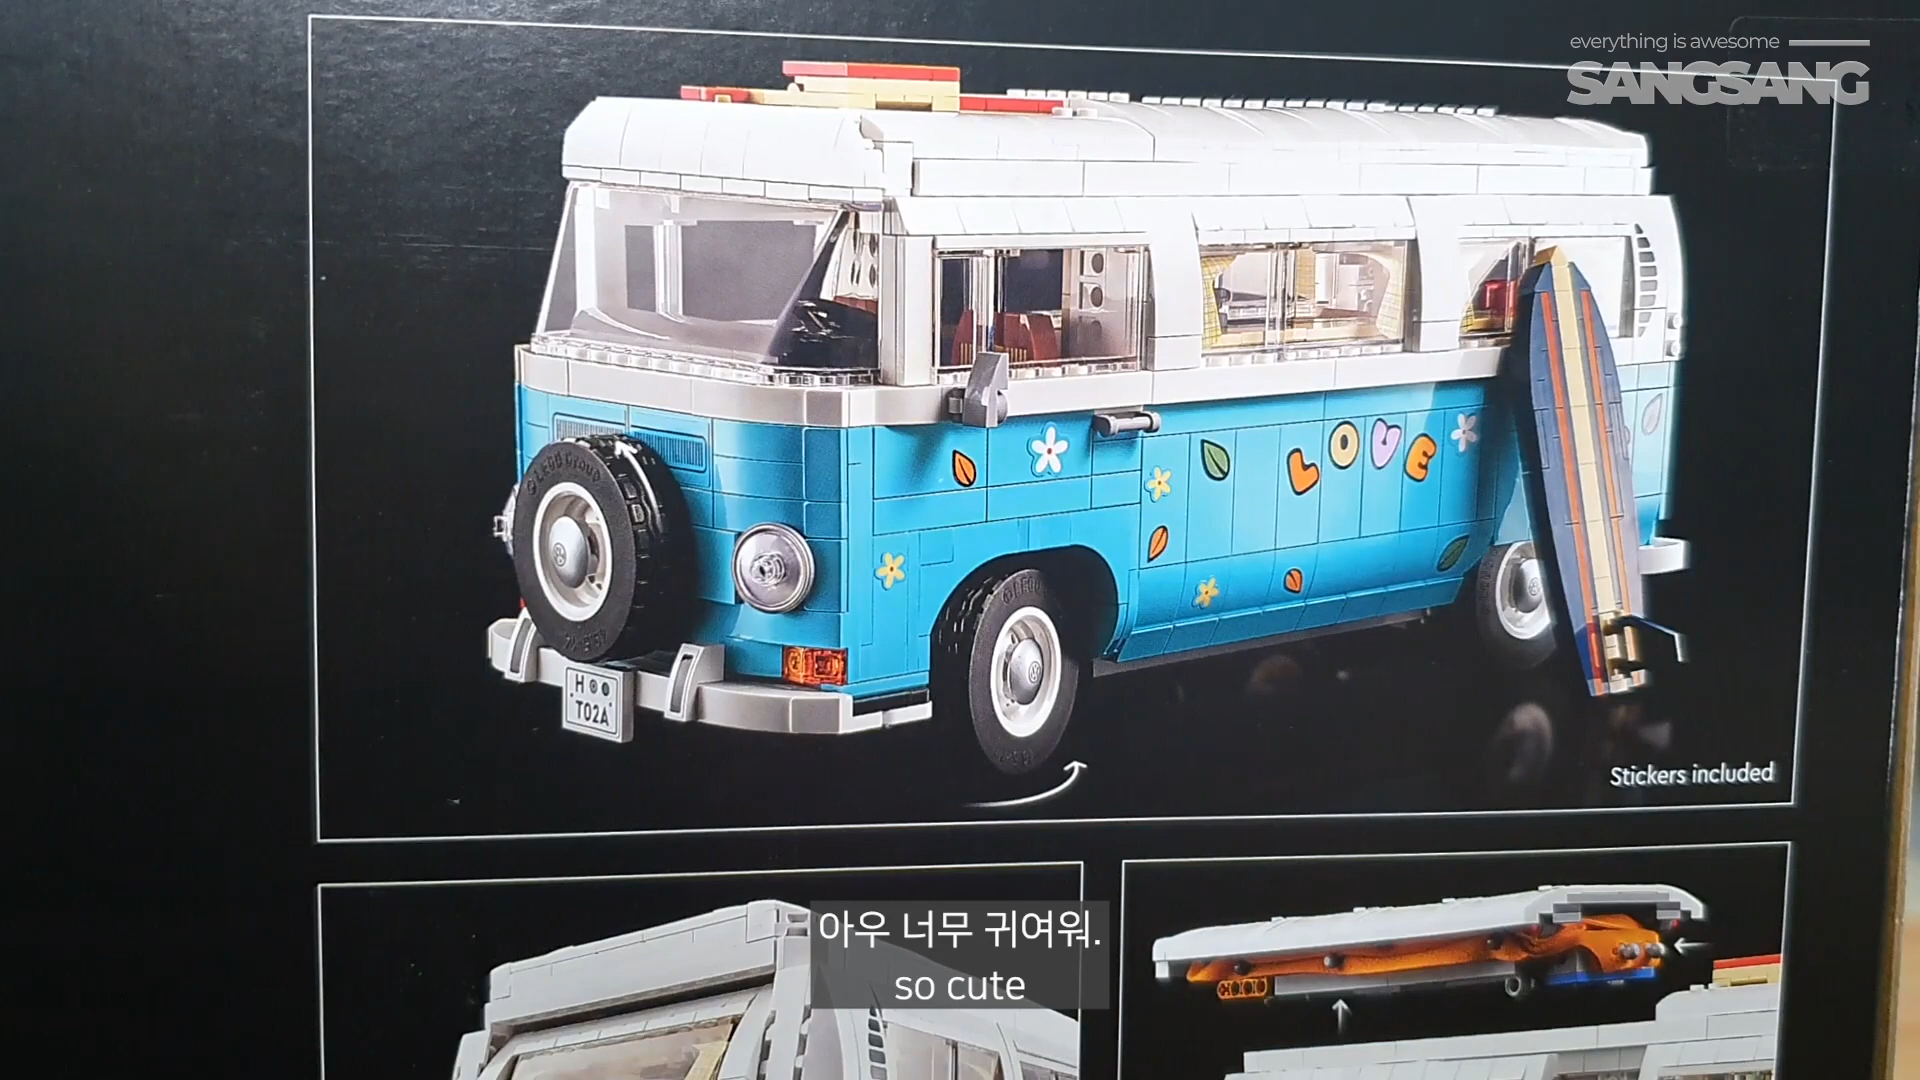 everything is awesome
SANGSANG
LOVE
H
T02A
Stickers included
아우 너무 귀여워.
so cute